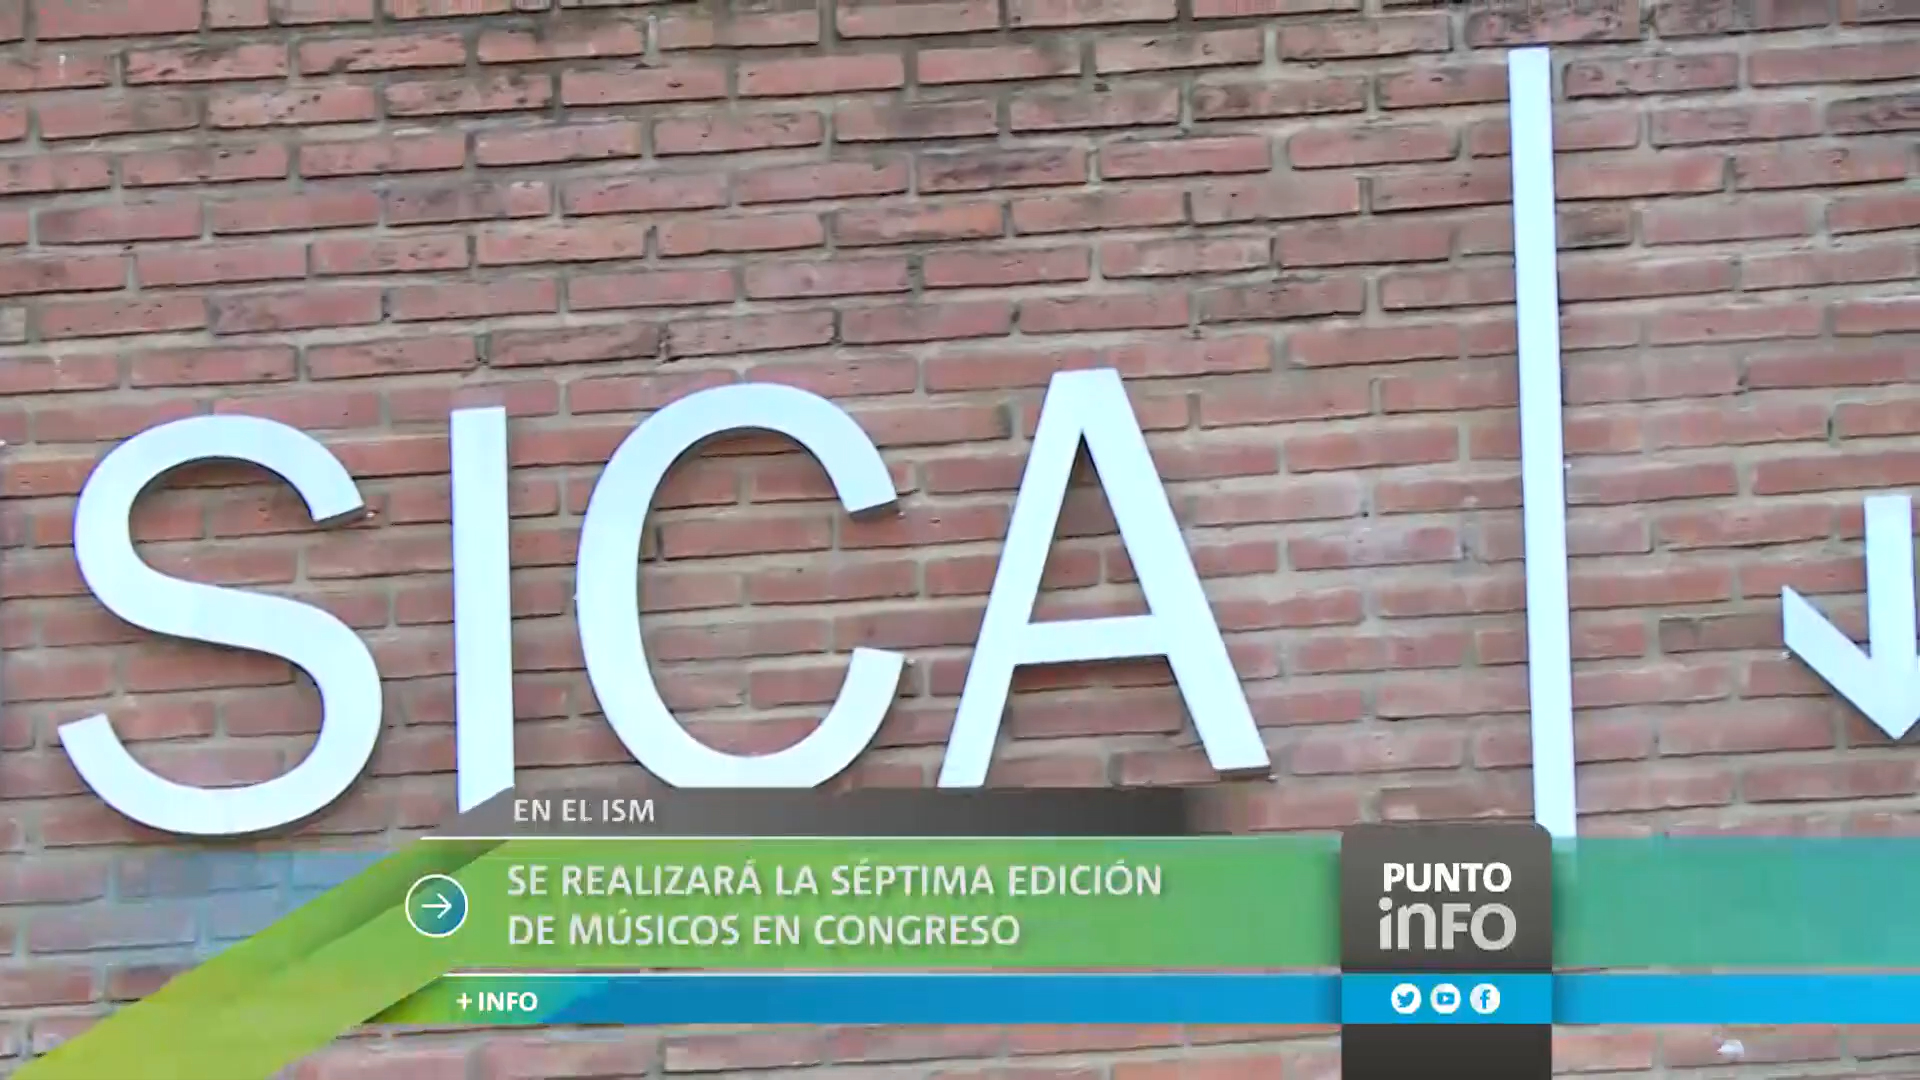 SICA
EN EL ISM
SE REALIZARÁ LA SÉPTIMA EDICIÓN
DE MÚSICOS EN CONGRESO
PUNTO
iNFO
+ INFO